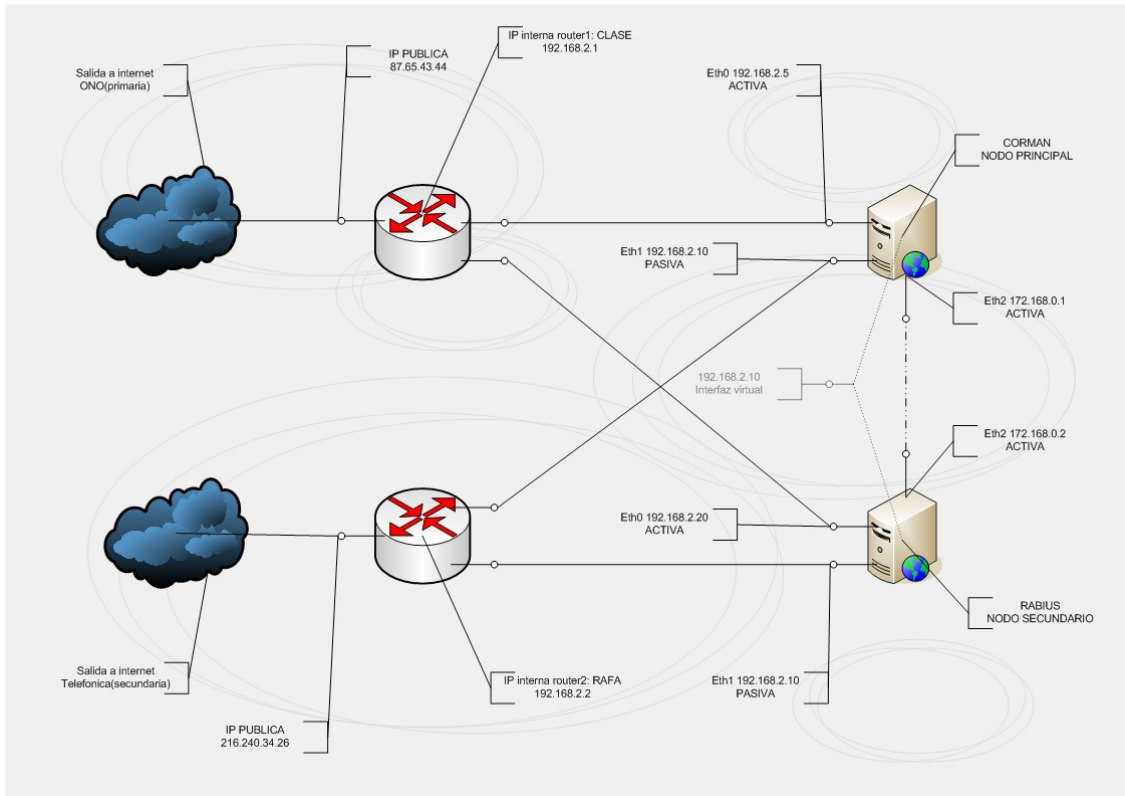 IP interna router1: CLASE
192.168.2.1
IP PUBLICA
87.65.43.44
Salida a internet
ONO(primaria)
Eth0 192.168.2.5
ACTIVA
CORMAN
NODO PRINCIPAL
Eth1 192.168.2.10
PASIVA
Eth2 172.168.0.1
ACTIVA
192.168.2.10
Interfaz virtual
Eth2 172.168.0.2
ACTIVA
Eth0 192.168.2.20
ACTIVA
RABIUS
NODO SECUNDARIO
Salida a internet
Telefonica(secundaria)
IP interna router2: RAFA
192.168.2.2
Eth1 192.168.2.10
PASIVA
IP PUBLICA
216.240.34.26